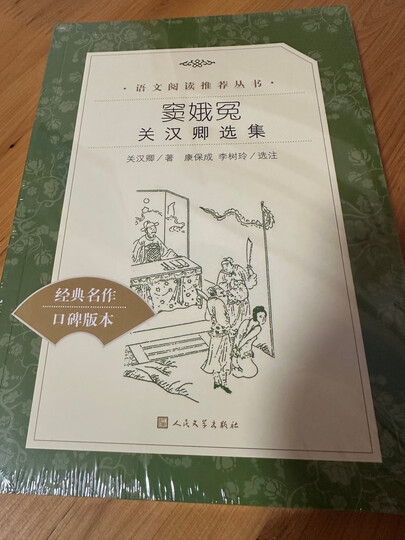 ·语文阅读推荐丛书·
窦娥冤
关汉卿选集
关汉卿/著 康保成 李树玲/选注
经典名作
口碑版本
人民文学出版社